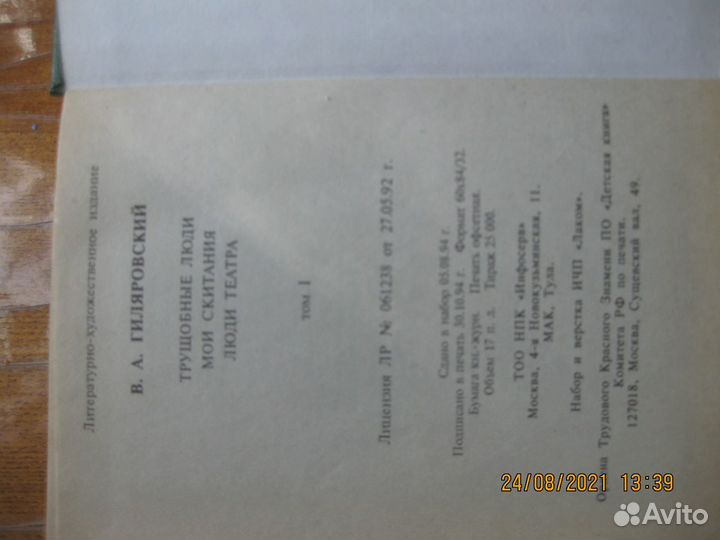 Литературно-художественное издание
В. А. ГИЛЯРОВСКИЙ
ТРУЩОБНЫЕ ЛЮДИ
МОИ СКИТАНИЯ
ЛЮДИ ТЕАТРА
том I
Лицензия ЛР № 061238 от 27.05.92 г.
Сдано в набор 05.08.94 г.
Подписано в печать 30.10.94 г. Формат 60х84/32.
Бумага кн.-журн. Печать офсетная.
Объем 17 п. л. Тираж 25 000.
ТОО НПК «Инфосерв»
Москва, 4-я Новокузьминская, 11.
МАК, Тула.
Набор и верстка ИЧП «Лаком».
Трудового Красного Знамени ПО «Детская книга»
Комитета РФ по печати.
127018, Москва, Сущевский вал, 49.
24/08/2021 13:39
Avito